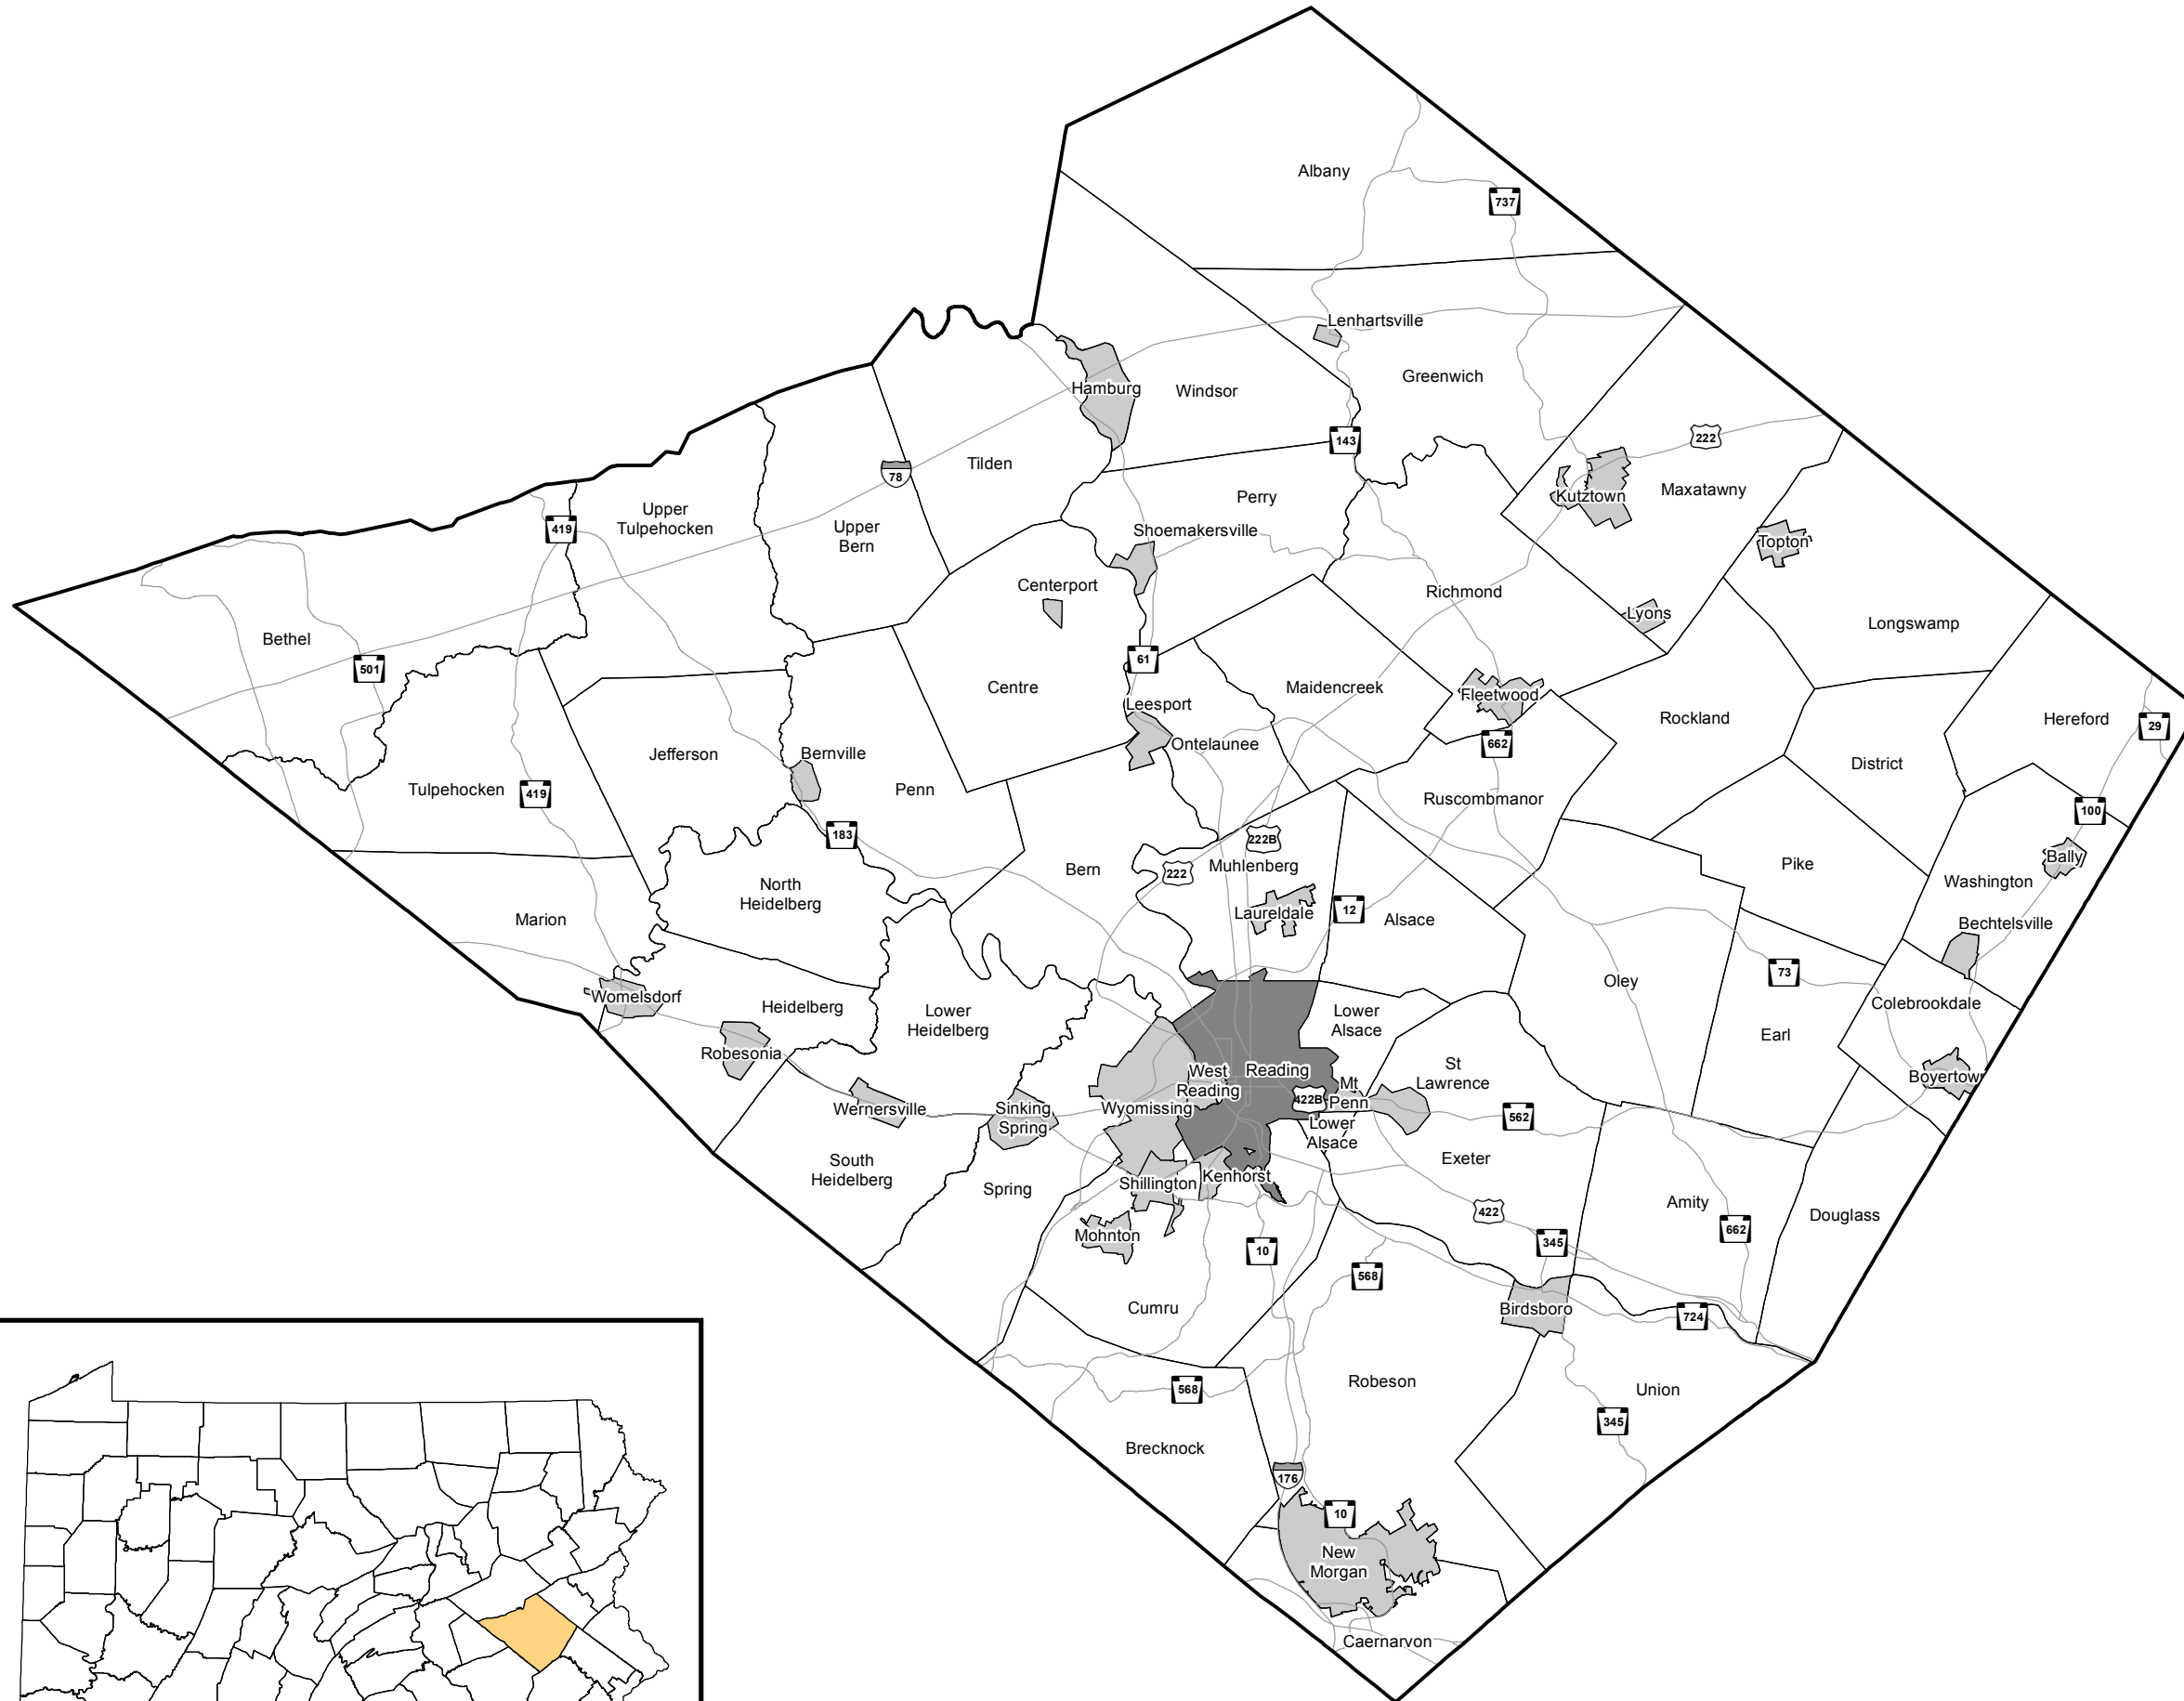 Albany
737
Lenhartsville
Greenwich
Hamburg
Windsor
143
222
Tilden
78
Perry
Kutztown
Maxatawny
Upper
Tulpehocken
419
Upper
Bern
Shoemakersville
Topton
Centerport
Richmond
Lyons
Longswamp
Bethel
501
61
Centre
Maidencreek
Fleetwood
Rockland
Hereford
29
Leesport
Ontelaunee
662
Jefferson
Bernville
District
Tulpehocken
419
Penn
Ruscombmanor
100
183
222B
Muhlenberg
Bern
222
Pike
Bally
Washington
North
Heidelberg
Marion
Laureldale
12
Alsace
Bechtelsville
73
Oley
Womelsdorf
Heidelberg
Lower
Heidelberg
Lower
Alsace
Colebrookdale
Earl
Robesonia
West
Reading
Reading
St
Lawrence
Mt
Penn
422B
Boyertow
Wernersville
Sinking
Spring
Wyomissing
Lower
Alsace
562
Exeter
South
Heidelberg
Spring
Shillington
Kenhorst
Amity
Douglass
422
662
Mohnton
10
345
568
Cumru
Birdsboro
724
Robeson
568
Union
345
Brecknock
176
10
New
Morgan
Caernarvon